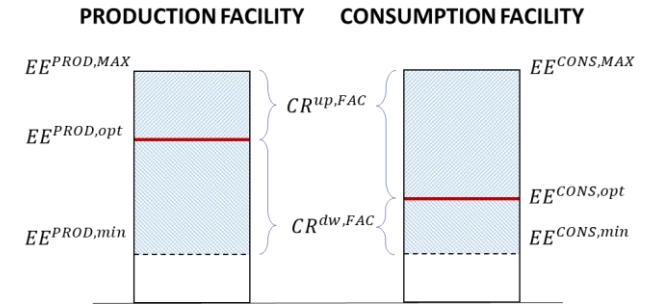 PRODUCTION FACILITY CONSUMPTION FACILITY
EE^{PROD,MAX} EE^{CONS,MAX}
CR^{up,FAC}
EE^{PROD,opt}
EE^{CONS,opt}
CR^{dw,FAC}
EE^{PROD,min} EE^{CONS,min}